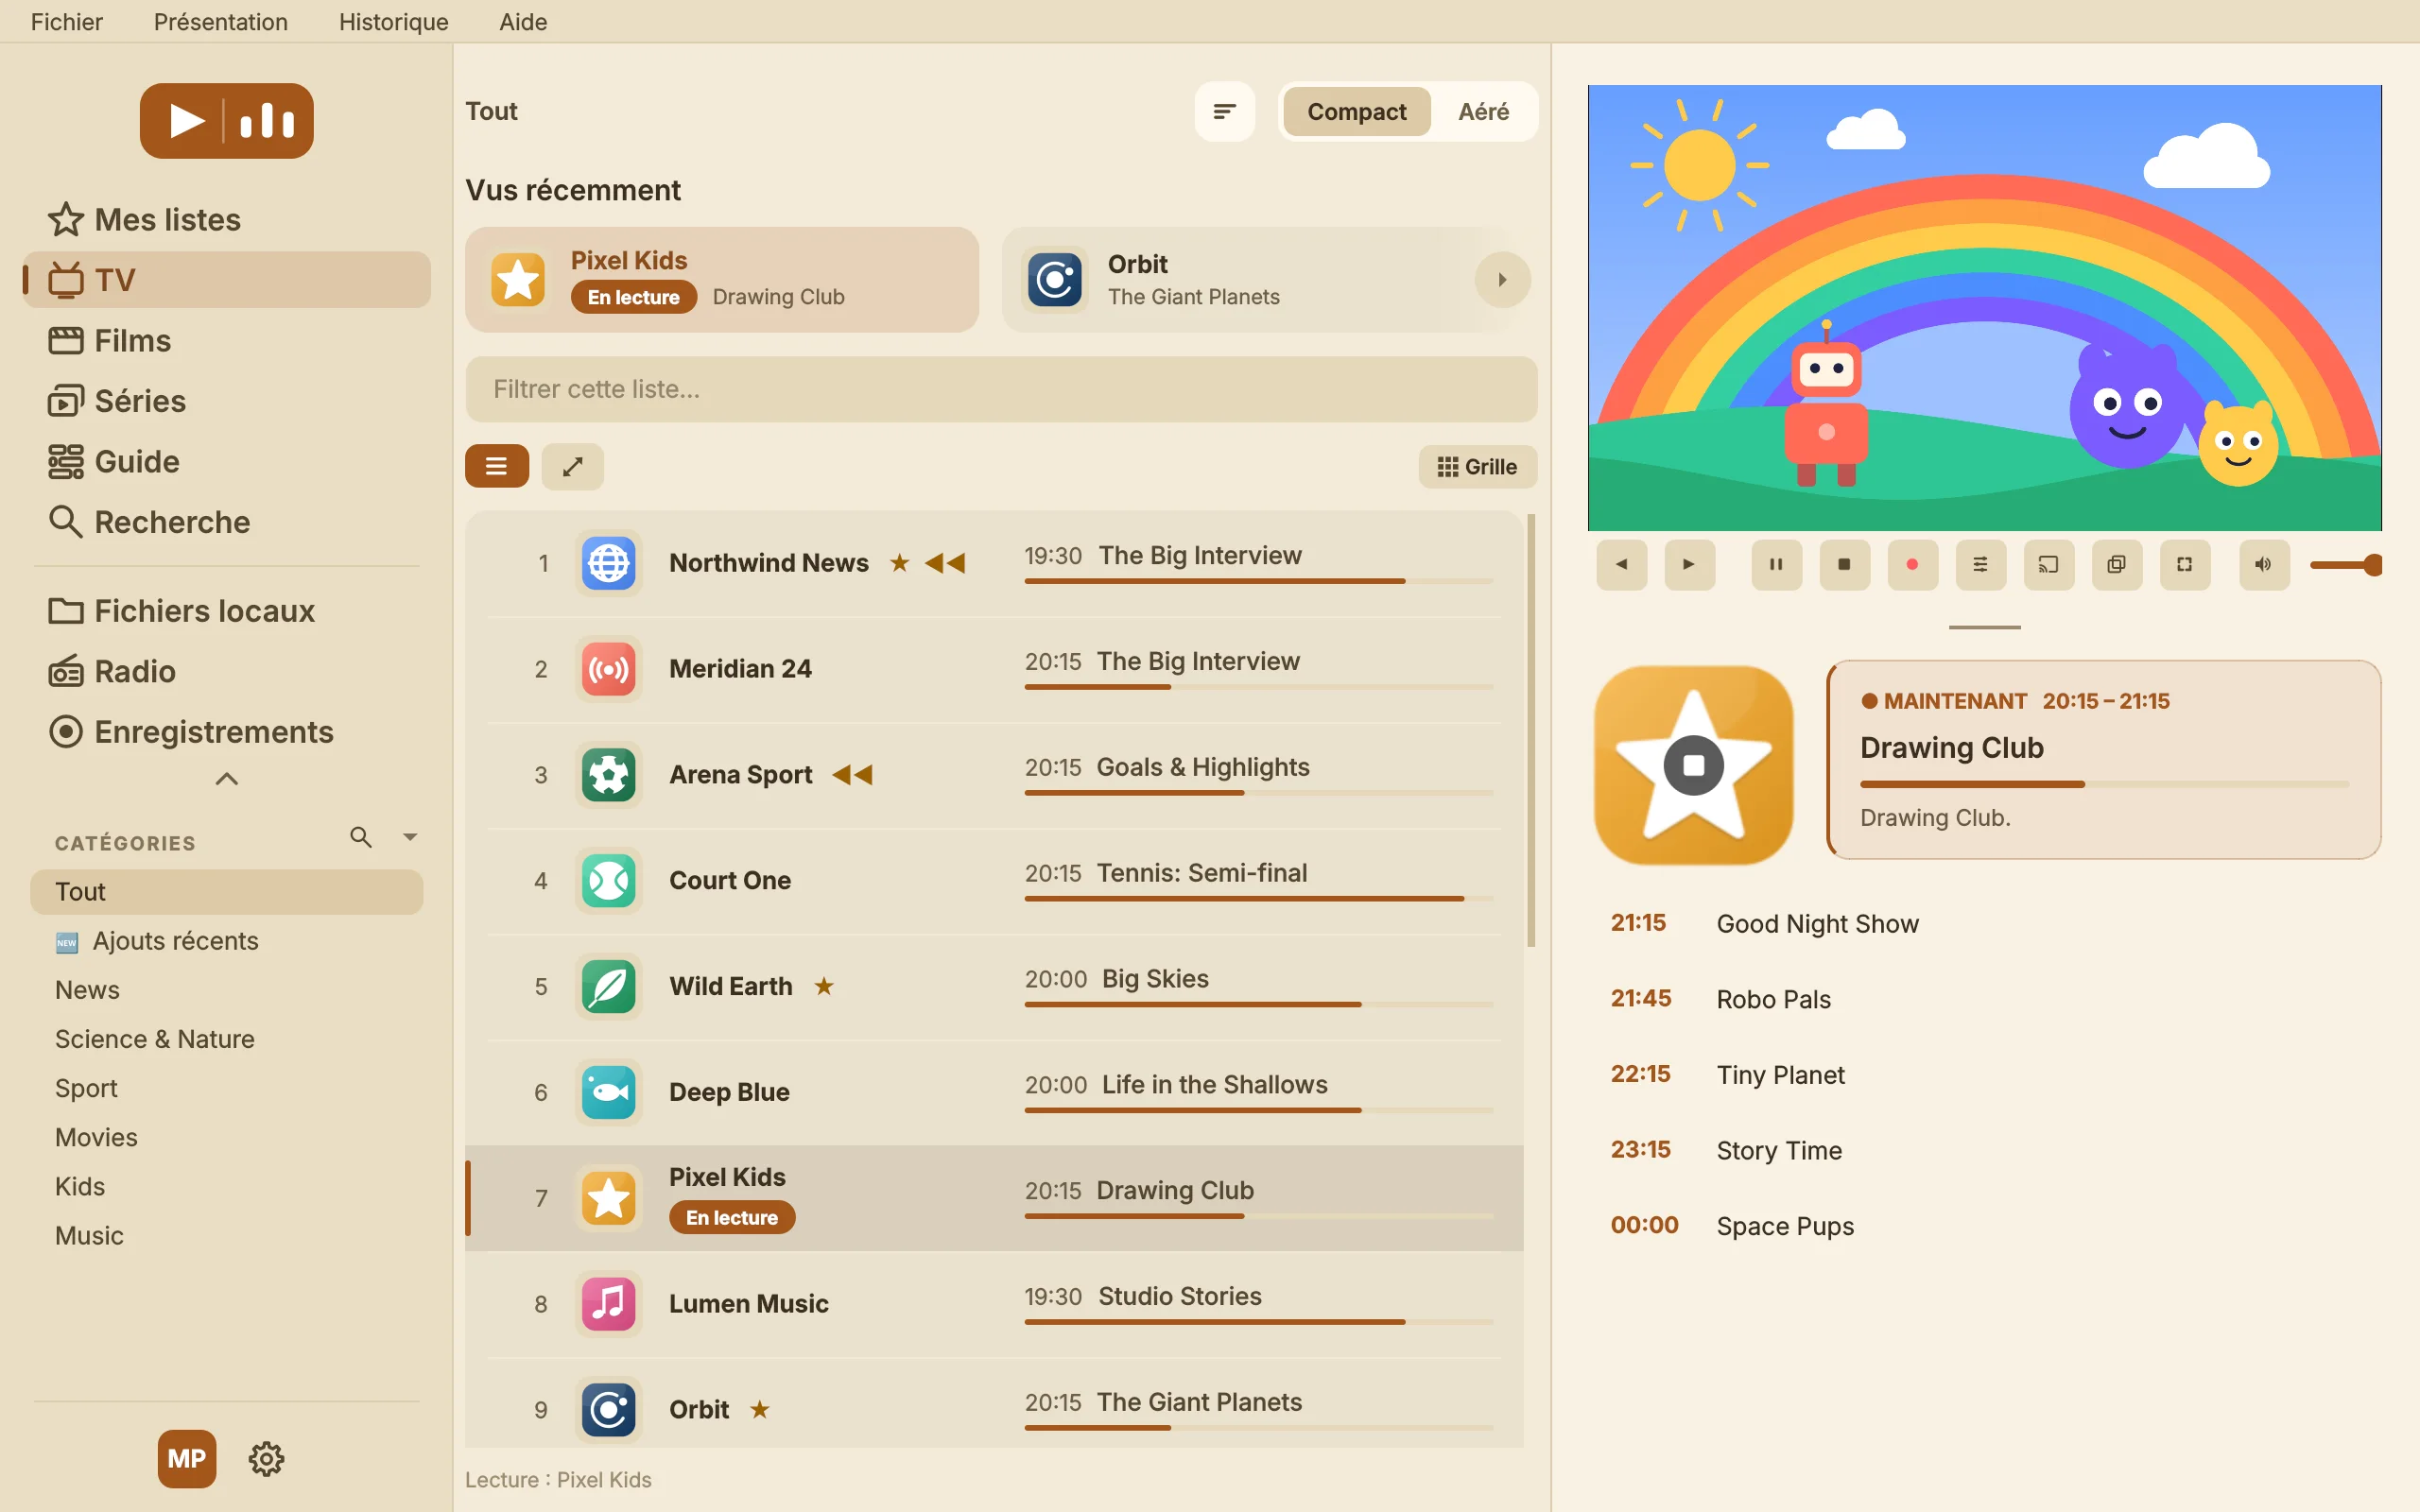 Fichier Présentation Historique Aide
Mes listes
TV
Films
Séries
Guide
Recherche
Fichiers locaux
Radio
Enregistrements
CATÉGORIES
Tout
NEW Ajouts récents
News
Science & Nature
Sport
Movies
Kids
Music
MP
Tout
Compact Aéré
Vus récemment
Pixel Kids
En lecture Drawing Club
Orbit
The Giant Planets
Filtrer cette liste...
Grille
1 Northwind News 19:30 The Big Interview
2 Meridian 24 20:15 The Big Interview
3 Arena Sport 20:15 Goals & Highlights
4 Court One 20:15 Tennis: Semi-final
5 Wild Earth 20:00 Big Skies
6 Deep Blue 20:00 Life in the Shallows
7 Pixel Kids 20:15 Drawing Club
En lecture
8 Lumen Music 19:30 Studio Stories
9 Orbit 20:15 The Giant Planets
Lecture : Pixel Kids
MAINTENANT 20:15 – 21:15
Drawing Club
Drawing Club.
21:15 Good Night Show
21:45 Robo Pals
22:15 Tiny Planet
23:15 Story Time
00:00 Space Pups